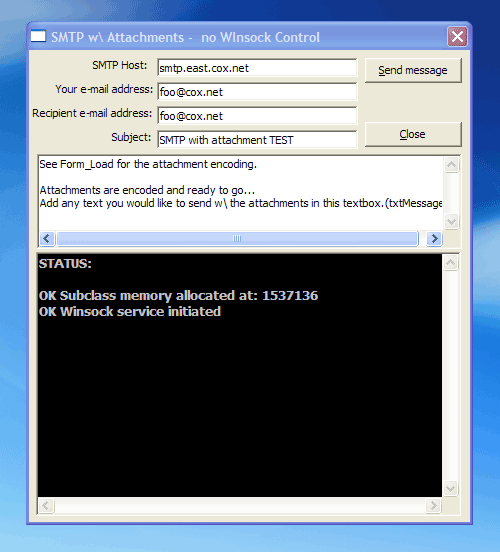 SMTP w\ Attachments -  no WInsock Control
SMTP Host: smtp.east.cox.net
Send message
Your e-mail address: foo@cox.net
Recipient e-mail address: foo@cox.net
Subject: SMTP with attachment TEST
Close
See Form_Load for the attachment encoding.
Attachments are encoded and ready to go...
Add any text you would like to send w\ the attachments in this textbox.(txtMessage
STATUS:
OK Subclass memory allocated at: 1537136
OK Winsock service initiated